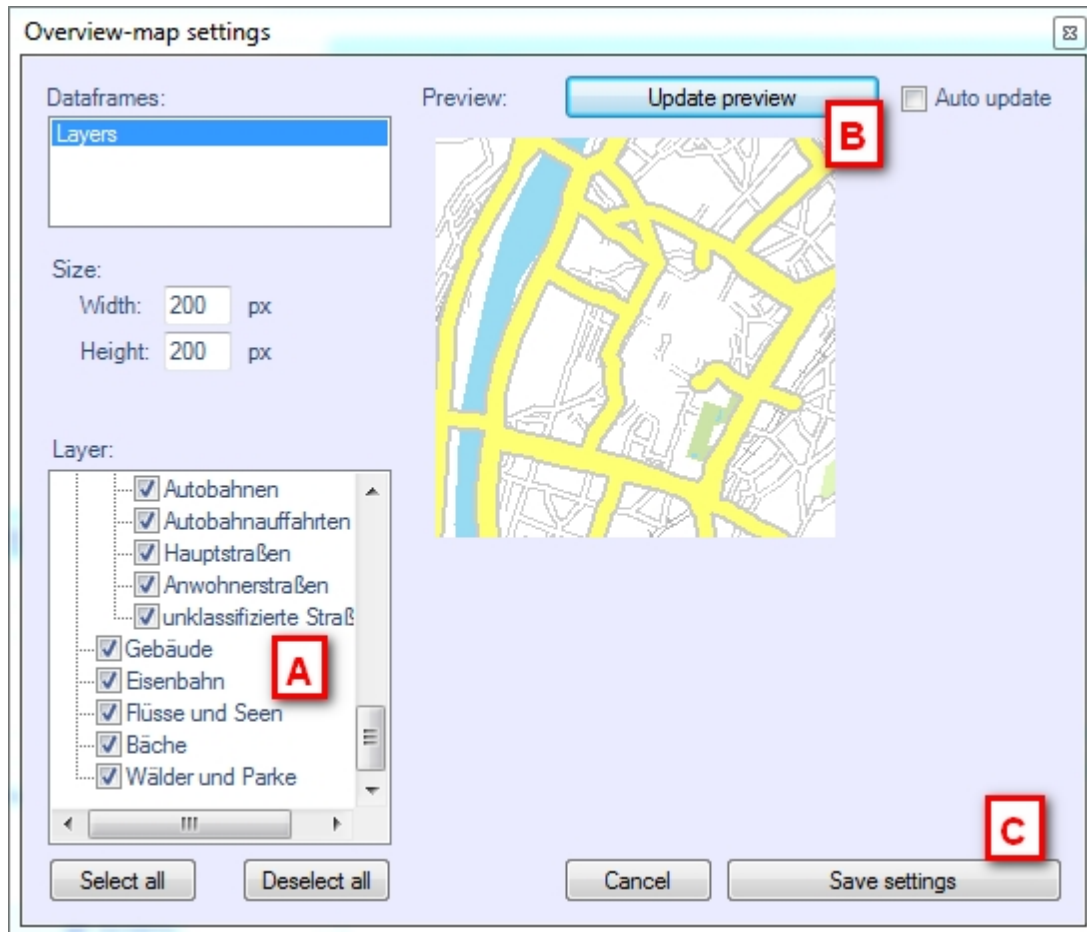 Overview-map settings
Dataframes:
Layers
Preview:
Update preview
Auto update
B
Size:
Width: 200 px
Height: 200 px
Layer:
Autobahnen
Autobahnauffahrten
Hauptstraßen
Anwohnerstraßen
unklassifizierte Straß
Gebäude
Eisenbahn
Flüsse und Seen
Bäche
Wälder und Parke
A
Select all
Deselect all
Cancel
Save settings
C